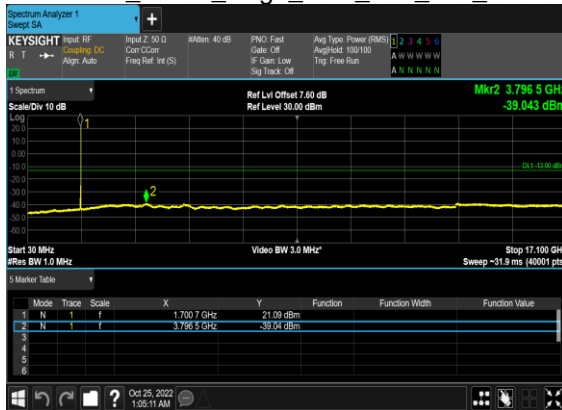 Spectrum Analyzer 1
Swept SA
+
KEYSIGHT Input: RF Input Z: 50 Ω #Atten: 40 dB PNO: Fast Avg Type: Power (RMS) 1 2 3 4 5 6
R T Coupling: DC Corr CCorr Gate: Off Avg|Hold: 100/100 A W W W W W
Align: Auto Freq Ref: Int (S) IF Gain: Low Trig: Free Run
Sig Track: Off A N N N N N
1 Spectrum Ref Lvl Offset 7.60 dB Mkr2 3.796 5 GHz
Scale/Div 10 dB Ref Level 30.00 dBm -39.043 dBm
Log
20.0 1
10.0
0.00
-10.0 DL1 -13.00 dBm
-20.0
-30.0 2
-40.0
-50.0
-60.0
Start 30 MHz Video BW 3.0 MHz* Stop 17.100 GHz
#Res BW 1.0 MHz Sweep ~31.9 ms (40001 pts)
5 Marker Table
Mode Trace Scale X Y Function Function Width Function Value
1 N 1 f 1.700 7 GHz 21.09 dBm
2 N 1 f 3.796 5 GHz -39.04 dBm
3
4
5
6
? Oct 25, 2022
1:05:11 AM